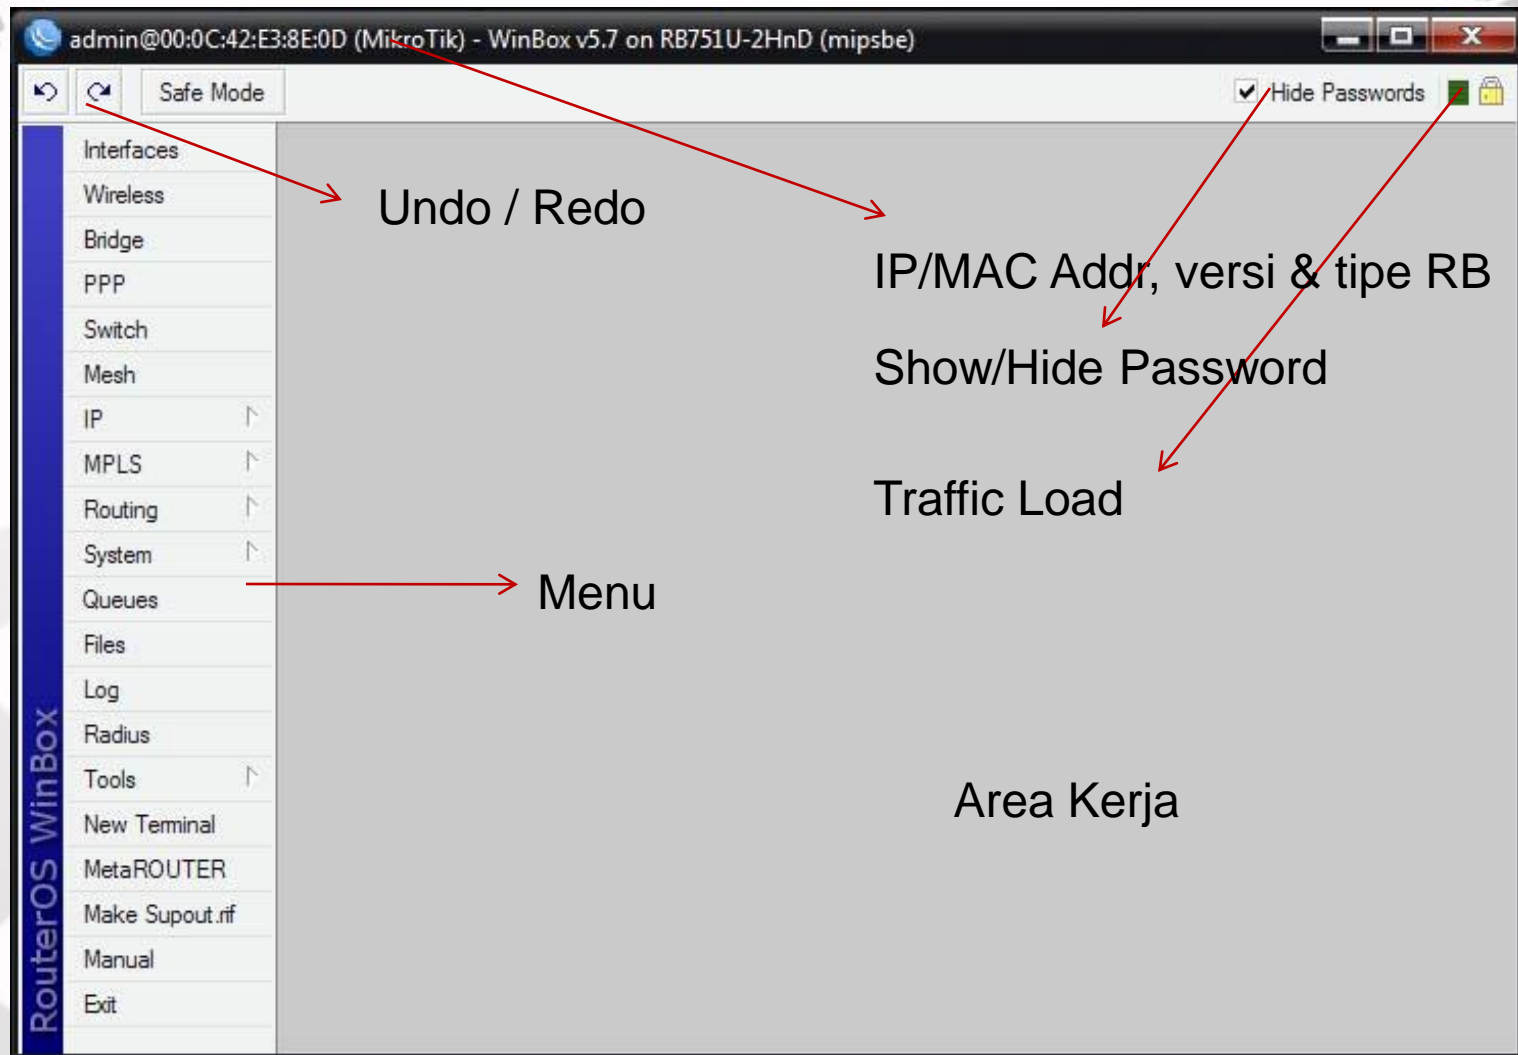 admin@00:0C:42:E3:8E:0D (MikroTik) - WinBox v5.7 on RB751U-2HnD (mipsbe)
Safe Mode
Hide Passwords
Interfaces
Wireless
Bridge
PPP
Switch
Mesh
IP
MPLS
Routing
System
Queues
Files
Log
Radius
Tools
New Terminal
MetaROUTER
Make Supout.rif
Manual
Exit
RouterOS WinBox
Undo / Redo
IP/MAC Addr, versi & tipe RB
Show/Hide Password
Traffic Load
Menu
Area Kerja